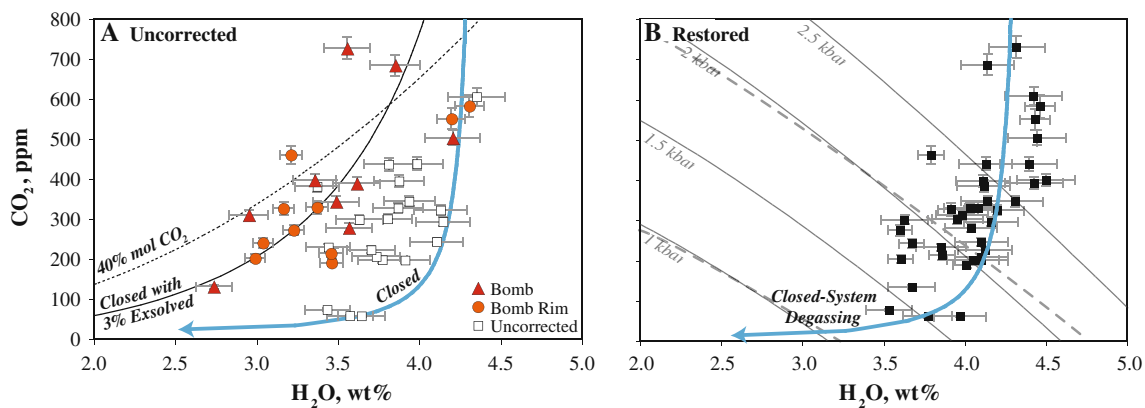 A Uncorrected
B Restored
800
700
600
500
400
300
200
100
0
CO₂, ppm
2.0
2.5
3.0
3.5
4.0
4.5
5.0
H₂O, wt%
40% mol CO₂
Closed with
3% Exsolved
Closed
Bomb
Bomb Rim
Uncorrected
2.5 kbar
2 kbar
1.5 kbar
1 kbar
Closed-System
Degassing
2.0
2.5
3.0
3.5
4.0
4.5
5.0
H₂O, wt%